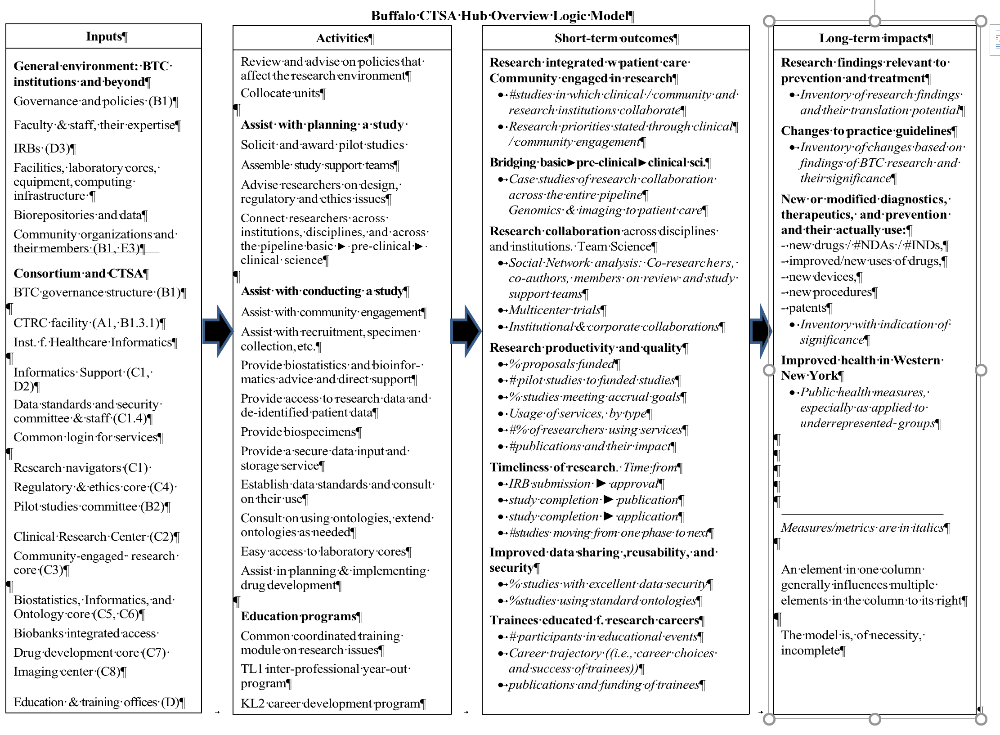 Buffalo CTSA Hub Overview Logic Model¶
Inputs¶
General environment: BTC
institutions and beyond¶
Governance and policies (B1)¶
Faculty & staff, their expertise¶
IRBs (D3)¶
Facilities, laboratory cores,
equipment, computing
infrastructure ¶
Biorepositories and data¶
Community organizations and
their members (B1, E3)¶
Consortium and CTSA¶
BTC governance structure (B1)¶
¶
CTRC facility (A1, B1.3.1)¶
Inst. f. Healthcare Informatics¶
¶
Informatics Support (C1,
D2)¶
Data standards and security
committee & staff (C1.4)¶
Common login for services¶
¶
Research navigators (C1)
Regulatory & ethics core (C4)
Pilot studies committee (B2)¶
Clinical Research Center (C2)¶
Community-engaged research
core (C3)¶
¶
Biostatistics, Informatics, and
Ontology core (C5, C6)¶
Biobanks integrated access
Drug development core (C7)
Imaging center (C8)¶
Education & training offices (D)¶
Activities¶
Review and advise on policies that
affect the research environment¶
Collocate units¶
¶
Assist with planning a study
Solicit and award pilot studies
Assemble study support teams¶
Advise researchers on design,
regulatory and ethics issues¶
Connect researchers across
institutions, disciplines, and across
the pipeline basic ► pre-clinical ►
clinical science¶
¶
Assist with conducting a study¶
Assist with community engagement¶
Assist with recruitment, specimen
collection, etc.¶
Provide biostatistics and bioinfor-
matics advice and direct support¶
Provide access to research data and
de-identified patient data¶
Provide biospecimens¶
Provide a secure data input and
storage service¶
Establish data standards and consult
on their use¶
Consult on using ontologies, extend
ontologies as needed¶
Easy access to laboratory cores¶
Assist in planning & implementing
drug development¶
¶
Education programs¶
Common coordinated training
module on research issues¶
TL1 inter-professional year-out
program¶
KL2 career development program¶
Short-term outcomes¶
Research integrated w patient care
Community engaged in research¶
•→#studies in which clinical / community and
research institutions collaborate¶
•→Research priorities stated through clinical¶
/ community engagement¶
Bridging basic►pre-clinical►clinical sci.¶
•→Case studies of research collaboration
across the entire pipeline¶
Genomics & imaging to patient care¶
Research collaboration across disciplines
and institutions. Team Science¶
•→Social Network analysis: Co-researchers,
co-authors, members on review and study
support teams¶
•→Multicenter trials¶
•→Institutional & corporate collaborations¶
Research productivity and quality¶
•→% proposals funded¶
•→# pilot studies to funded studies¶
•→% studies meeting accrual goals¶
•→Usage of services, by type¶
•→#% of researchers using services¶
•→#publications and their impact¶
Timeliness of research. Time from¶
•→IRB submission ► approval¶
•→study completion ► publication¶
•→study completion ► application¶
•→#studies moving from one phase to next¶
Improved data sharing ,reusability, and
security¶
•→% studies with excellent data security¶
•→%studies using standard ontologies¶
Trainees educated f. research careers¶
•→# participants in educational events¶
•→Career trajectory ((i.e., career choices
and success of trainees))¶
•→publications and funding of trainees¶
Long-term impacts¶
Research findings relevant to
prevention and treatment¶
•→Inventory of research findings
and their translation potential¶
Changes to practice guidelines¶
•→Inventory of changes based on
findings of BTC research and
their significance¶
New or modified diagnostics,
therapeutics, and prevention
and their actually use:¶
-→new drugs / #NDAs / #INDs,¶
-→improved/new uses of drugs,¶
-→new devices,¶
-→new procedures¶
-→patents¶
•→Inventory with indication of
significance¶
Improved health in Western
New York¶
•→Public health measures,
especially as applied to
underrepresented groups¶
¶
¶
¶
¶
¶
Measures/metrics are in italics¶
¶
An element in one column
generally influences multiple
elements in the column to its right¶
¶
The model is, of necessity,
incomplete¶
¶